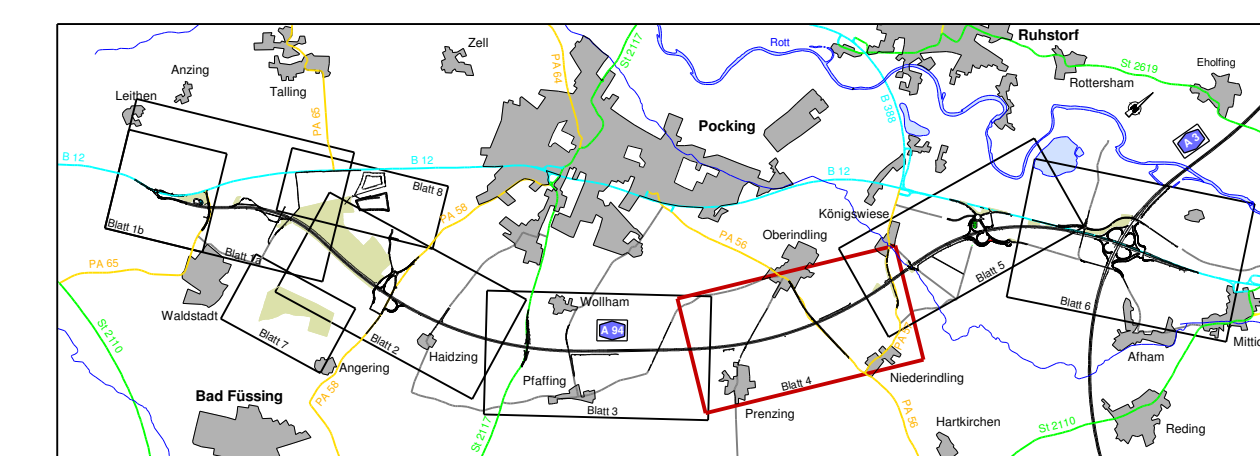 Ruhstorf
Zell
Rott
St 2117
PA 64
Anzing
Talling
Leithen
PA 65
Rottersham
St 2619
Eholfing
B 388
Pocking
A 3
B 12
B 12
B 12
Blatt 8
PA 58
Königswiese
PA 56
Oberindling
Blatt 1b
Blatt 1a
PA 65
Blatt 5
Blatt 6
Waldstadt
St 2110
Wollham
A 94
Blatt 7
Blatt 2
Haidzing
Angering
Pfaffing
Blatt 3
Blatt 4
Prenzing
Niederindling
Afham
PA 58
Bad Füssing
St 2117
PA 56
Hartkirchen
St 2110
Reding